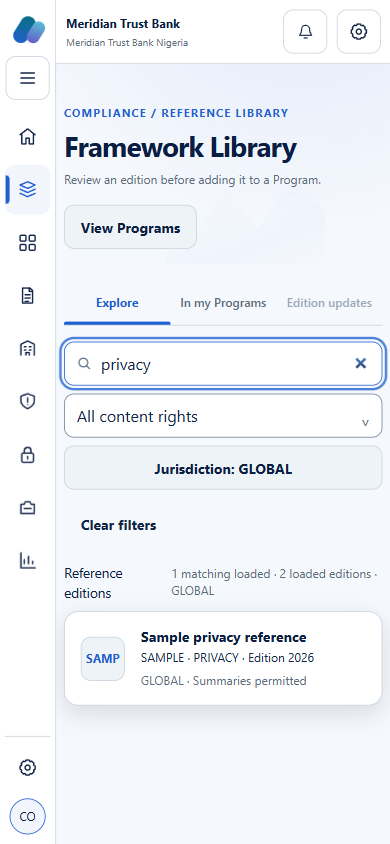 Meridian Trust Bank
Meridian Trust Bank Nigeria
COMPLIANCE / REFERENCE LIBRARY
Framework Library
Review an edition before adding it to a Program.
View Programs
Explore
In my Programs
Edition updates
privacy
All content rights
Jurisdiction: GLOBAL
Clear filters
Reference
editions
1 matching loaded · 2 loaded editions ·
GLOBAL
SAMP
Sample privacy reference
SAMPLE · PRIVACY · Edition 2026
GLOBAL · Summaries permitted
CO